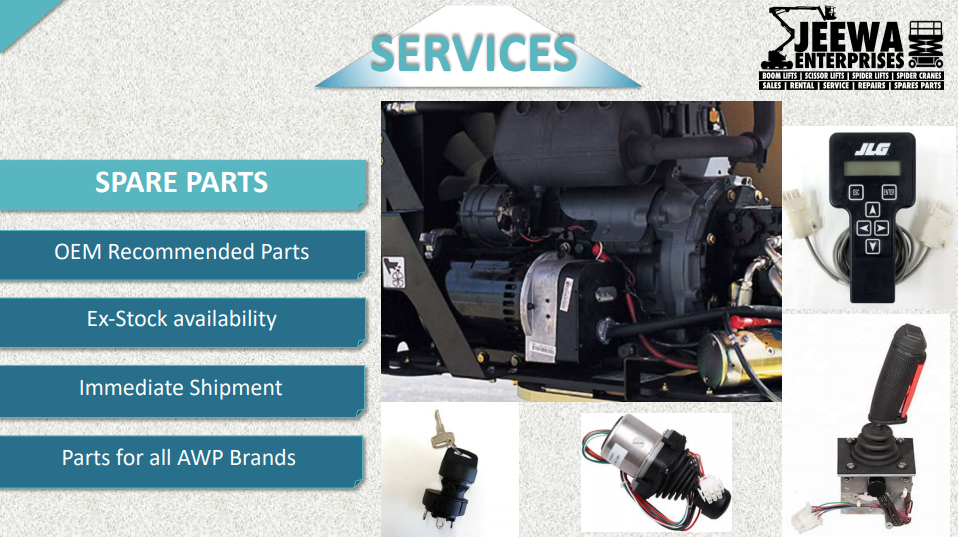 SERVICES
JEEWA
ENTERPRISES
BOOM LIFTS | SCISSOR LIFTS | SPIDER LIFTS | SPIDER CRANES
SALES | RENTAL | SERVICE | REPAIRS | SPARES PARTS
SPARE PARTS
OEM Recommended Parts
Ex-Stock availability
Immediate Shipment
Parts for all AWP Brands
JLG
ESC ENTER